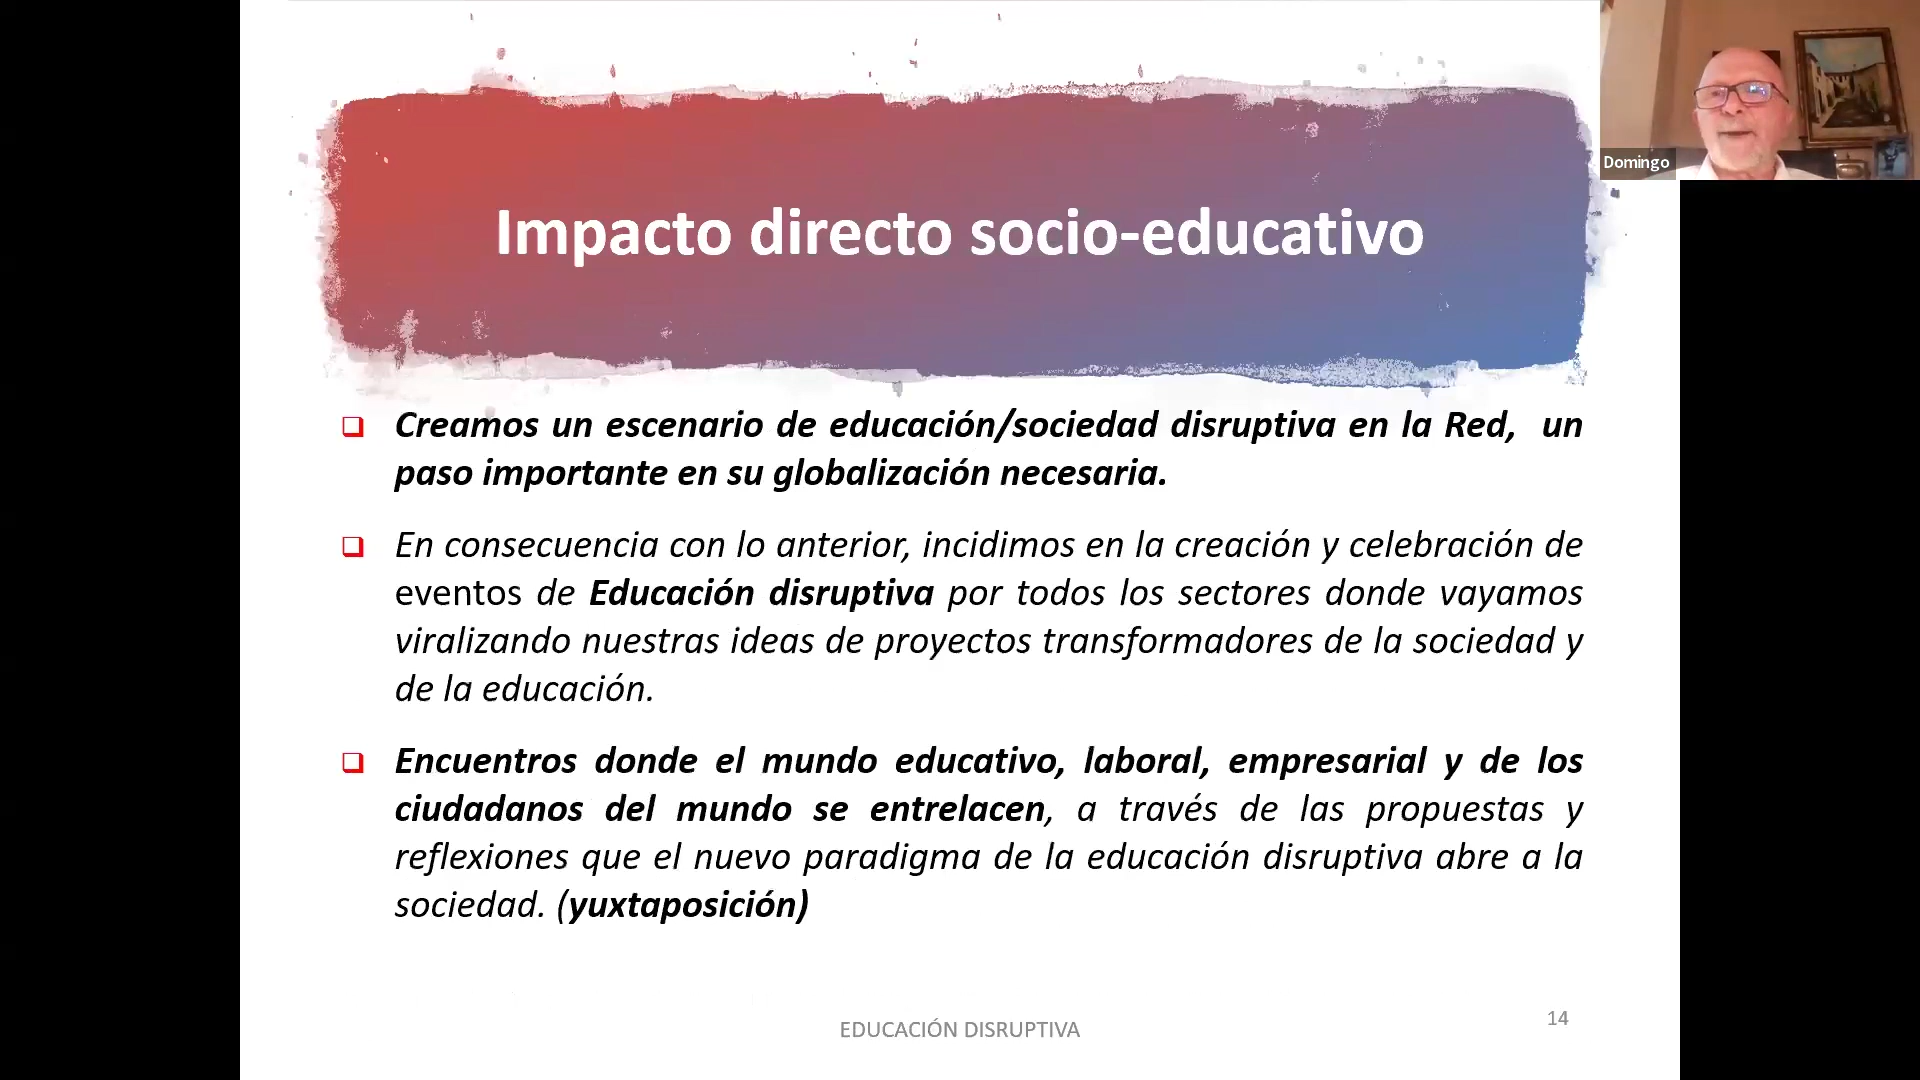 Domingo
Impacto directo socio-educativo
Creamos un escenario de educación/sociedad disruptiva en la Red, un
paso importante en su globalización necesaria.
En consecuencia con lo anterior, incidimos en la creación y celebración de
eventos de Educación disruptiva por todos los sectores donde vayamos
viralizando nuestras ideas de proyectos transformadores de la sociedad y
de la educación.
Encuentros donde el mundo educativo, laboral, empresarial y de los
ciudadanos del mundo se entrelacen, a través de las propuestas y
reflexiones que el nuevo paradigma de la educación disruptiva abre a la
sociedad. (yuxtaposición)
EDUCACIÓN DISRUPTIVA
14